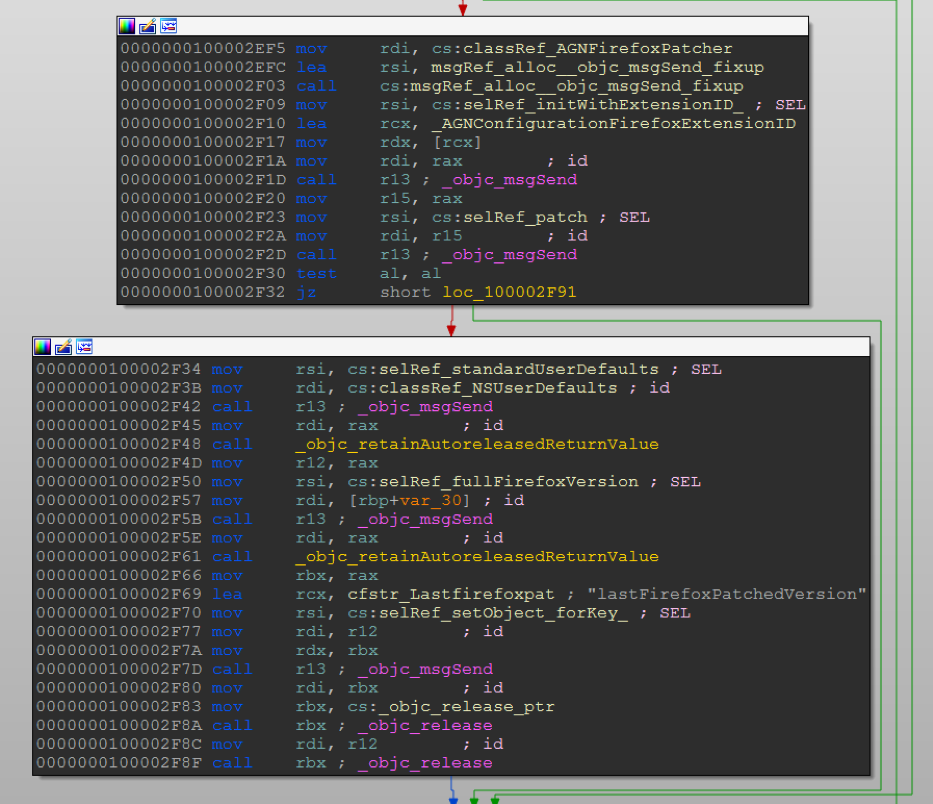 0000000100002EF5 mov rdi, cs:classRef_AGNFirefoxPatcher
0000000100002EFC lea rsi, msgRef_alloc__objc_msgSend_fixup
0000000100002F03 call cs:msgRef_alloc__objc_msgSend_fixup
0000000100002F09 mov rsi, cs:selRef_initWithExtensionID_ ; SEL
0000000100002F10 lea rcx, _AGNConfigurationFirefoxExtensionID
0000000100002F17 mov rdx, [rcx]
0000000100002F1A mov rdi, rax ; id
0000000100002F1D call r13 ; _objc_msgSend
0000000100002F20 mov r15, rax
0000000100002F23 mov rsi, cs:selRef_patch ; SEL
0000000100002F2A mov rdi, r15 ; id
0000000100002F2D call r13 ; _objc_msgSend
0000000100002F30 test al, al
0000000100002F32 jz short loc_100002F91
0000000100002F34 mov rsi, cs:selRef_standardUserDefaults ; SEL
0000000100002F3B mov rdi, cs:classRef_NSUserDefaults ; id
0000000100002F42 call r13 ; _objc_msgSend
0000000100002F45 mov rdi, rax ; id
0000000100002F48 call _objc_retainAutoreleasedReturnValue
0000000100002F4D mov r12, rax
0000000100002F50 mov rsi, cs:selRef_fullFirefoxVersion ; SEL
0000000100002F57 mov rdi, [rbp+var_30] ; id
0000000100002F5B call r13 ; _objc_msgSend
0000000100002F5E mov rdi, rax ; id
0000000100002F61 call _objc_retainAutoreleasedReturnValue
0000000100002F66 mov rbx, rax
0000000100002F69 lea rcx, cfstr_Lastfirefoxpat ; "lastFirefoxPatchedVersion"
0000000100002F70 mov rsi, cs:selRef_setObject_forKey_ ; SEL
0000000100002F77 mov rdi, r12 ; id
0000000100002F7A mov rdx, rbx
0000000100002F7D call r13 ; _objc_msgSend
0000000100002F80 mov rdi, rbx ; id
0000000100002F83 mov rbx, cs:_objc_release_ptr
0000000100002F8A call rbx ; _objc_release
0000000100002F8C mov rdi, r12 ; id
0000000100002F8F call rbx ; _objc_release